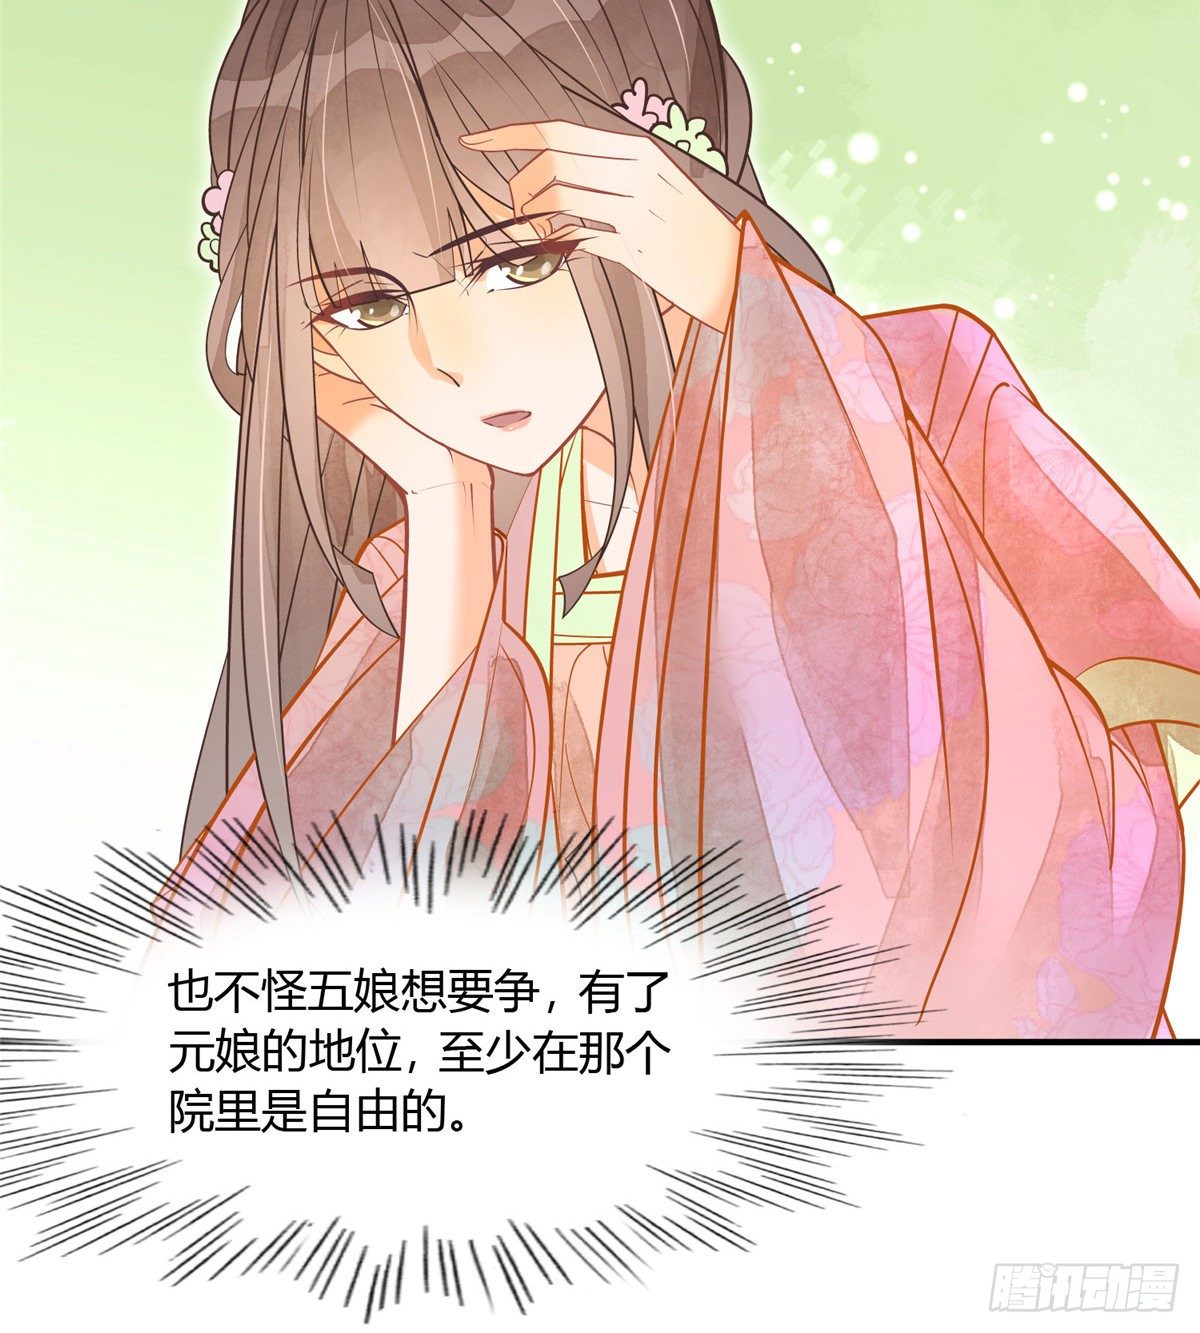 也不怪五娘想要争，有了
元娘的地位，至少在那个
院里是自由的。
腾讯动漫